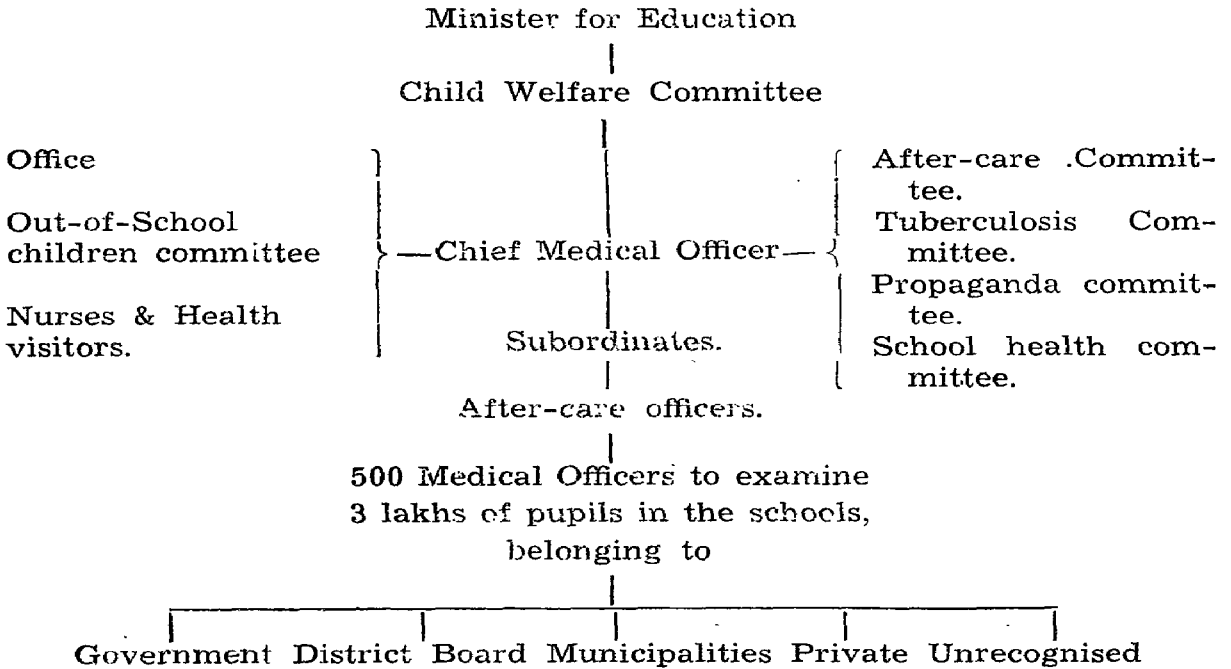 Minister for Education
Child Welfare Committee
Office
Out-of-School
children committee
Nurses & Health
visitors.
—Chief Medical Officer—
Subordinates.
After-care .Commit-
tee.
Tuberculosis Com-
mittee.
Propaganda commit-
tee.
School health com-
mittee.
After-care officers.
500 Medical Officers to examine
3 lakhs of pupils in the schools,
belonging to
Government District Board Municipalities Private Unrecognised